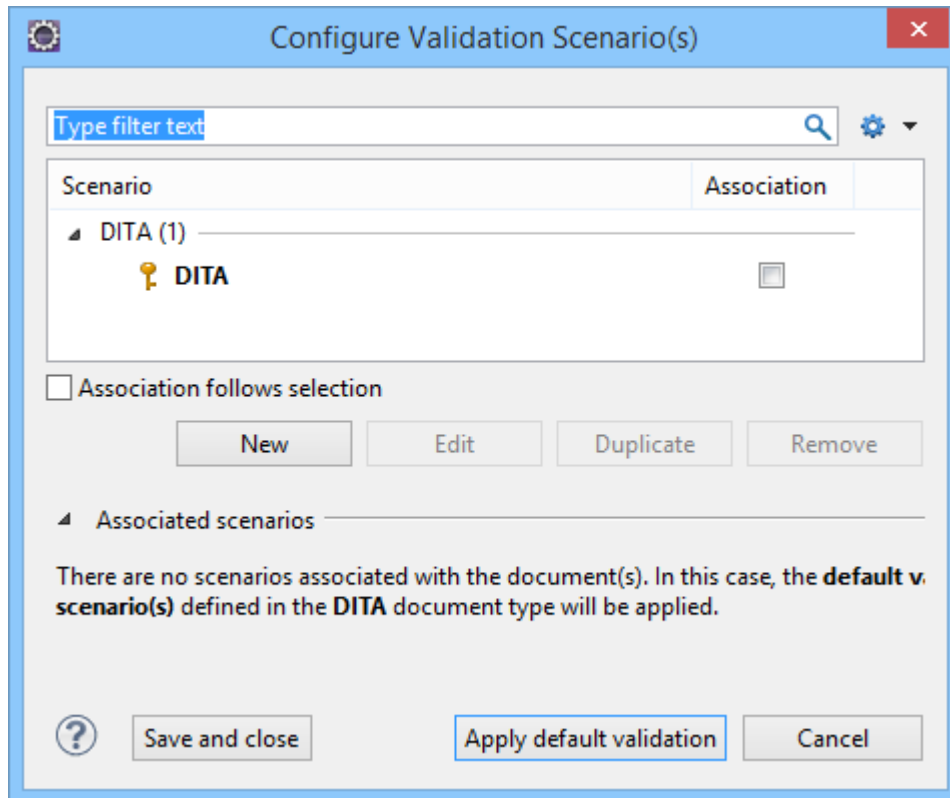 Configure Validation Scenario(s)
Type filter text
Scenario Association
DITA (1)
DITA
Association follows selection
New Edit Duplicate Remove
Associated scenarios
There are no scenarios associated with the document(s). In this case, the default
scenario(s) defined in the DITA document type will be applied.
? Save and close Apply default validation Cancel